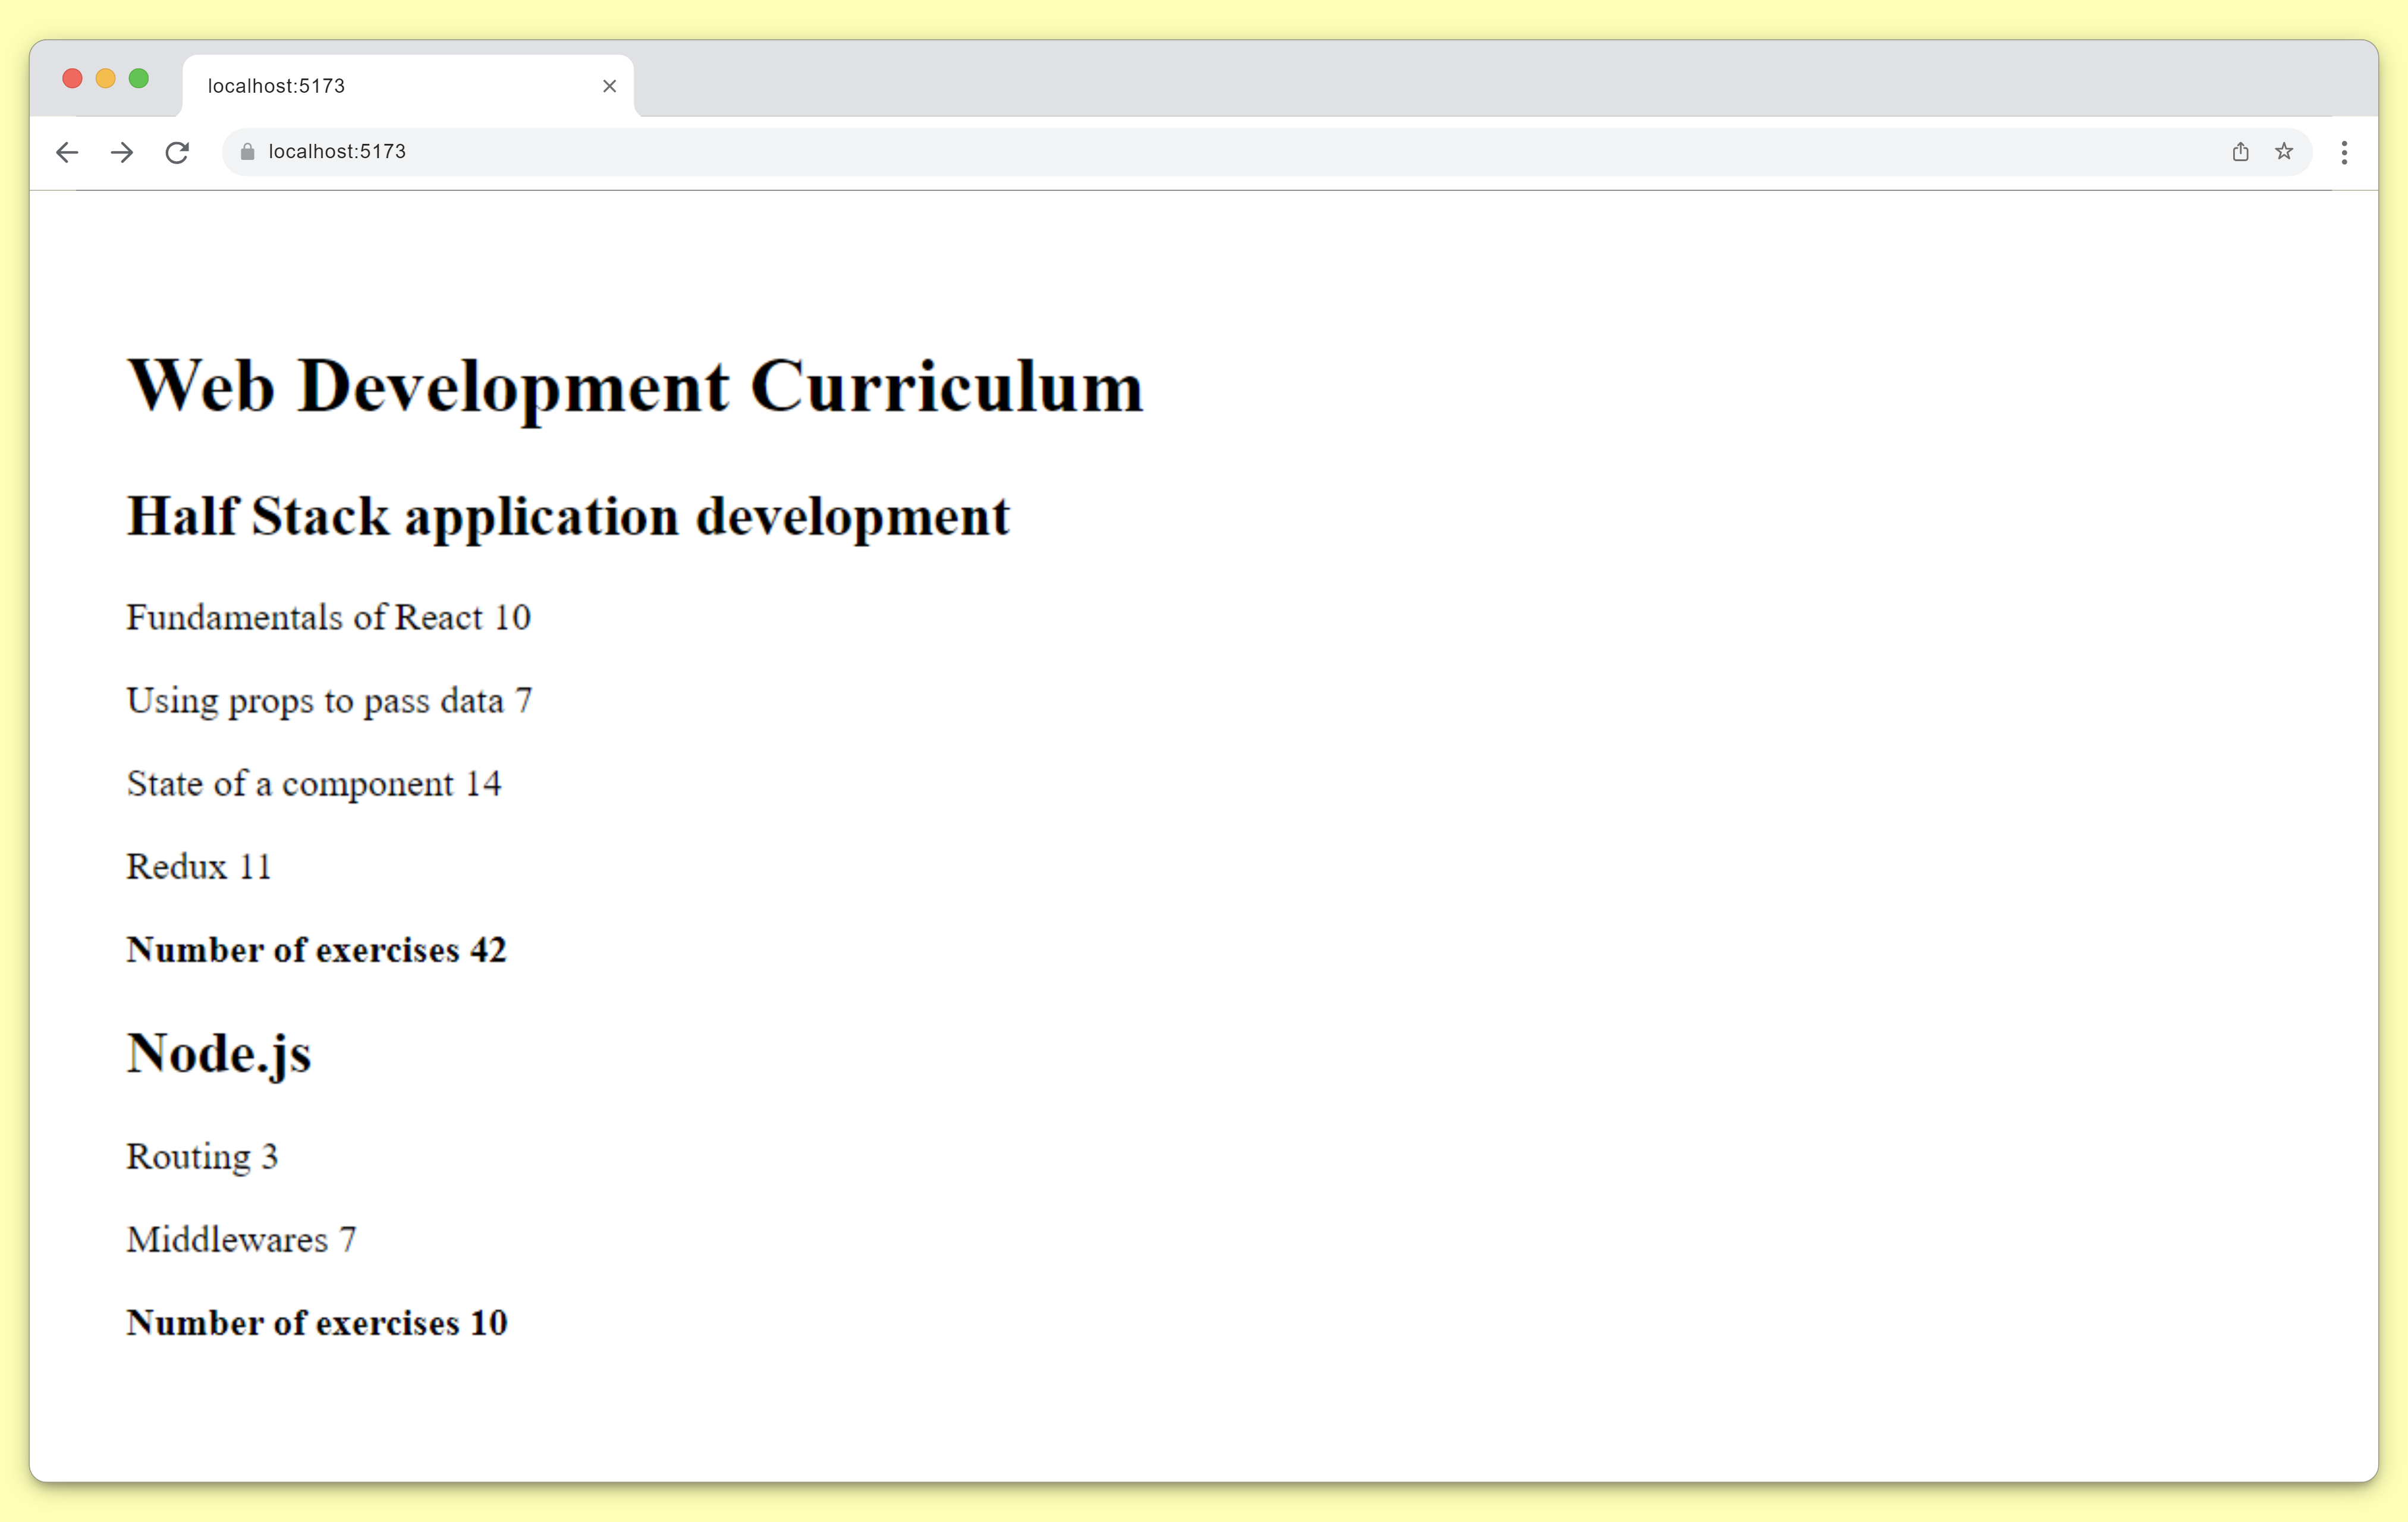 localhost:5173
localhost:5173
Web Development Curriculum
Half Stack application development
Fundamentals of React 10
Using props to pass data 7
State of a component 14
Redux 11
Number of exercises 42
Node.js
Routing 3
Middlewares 7
Number of exercises 10